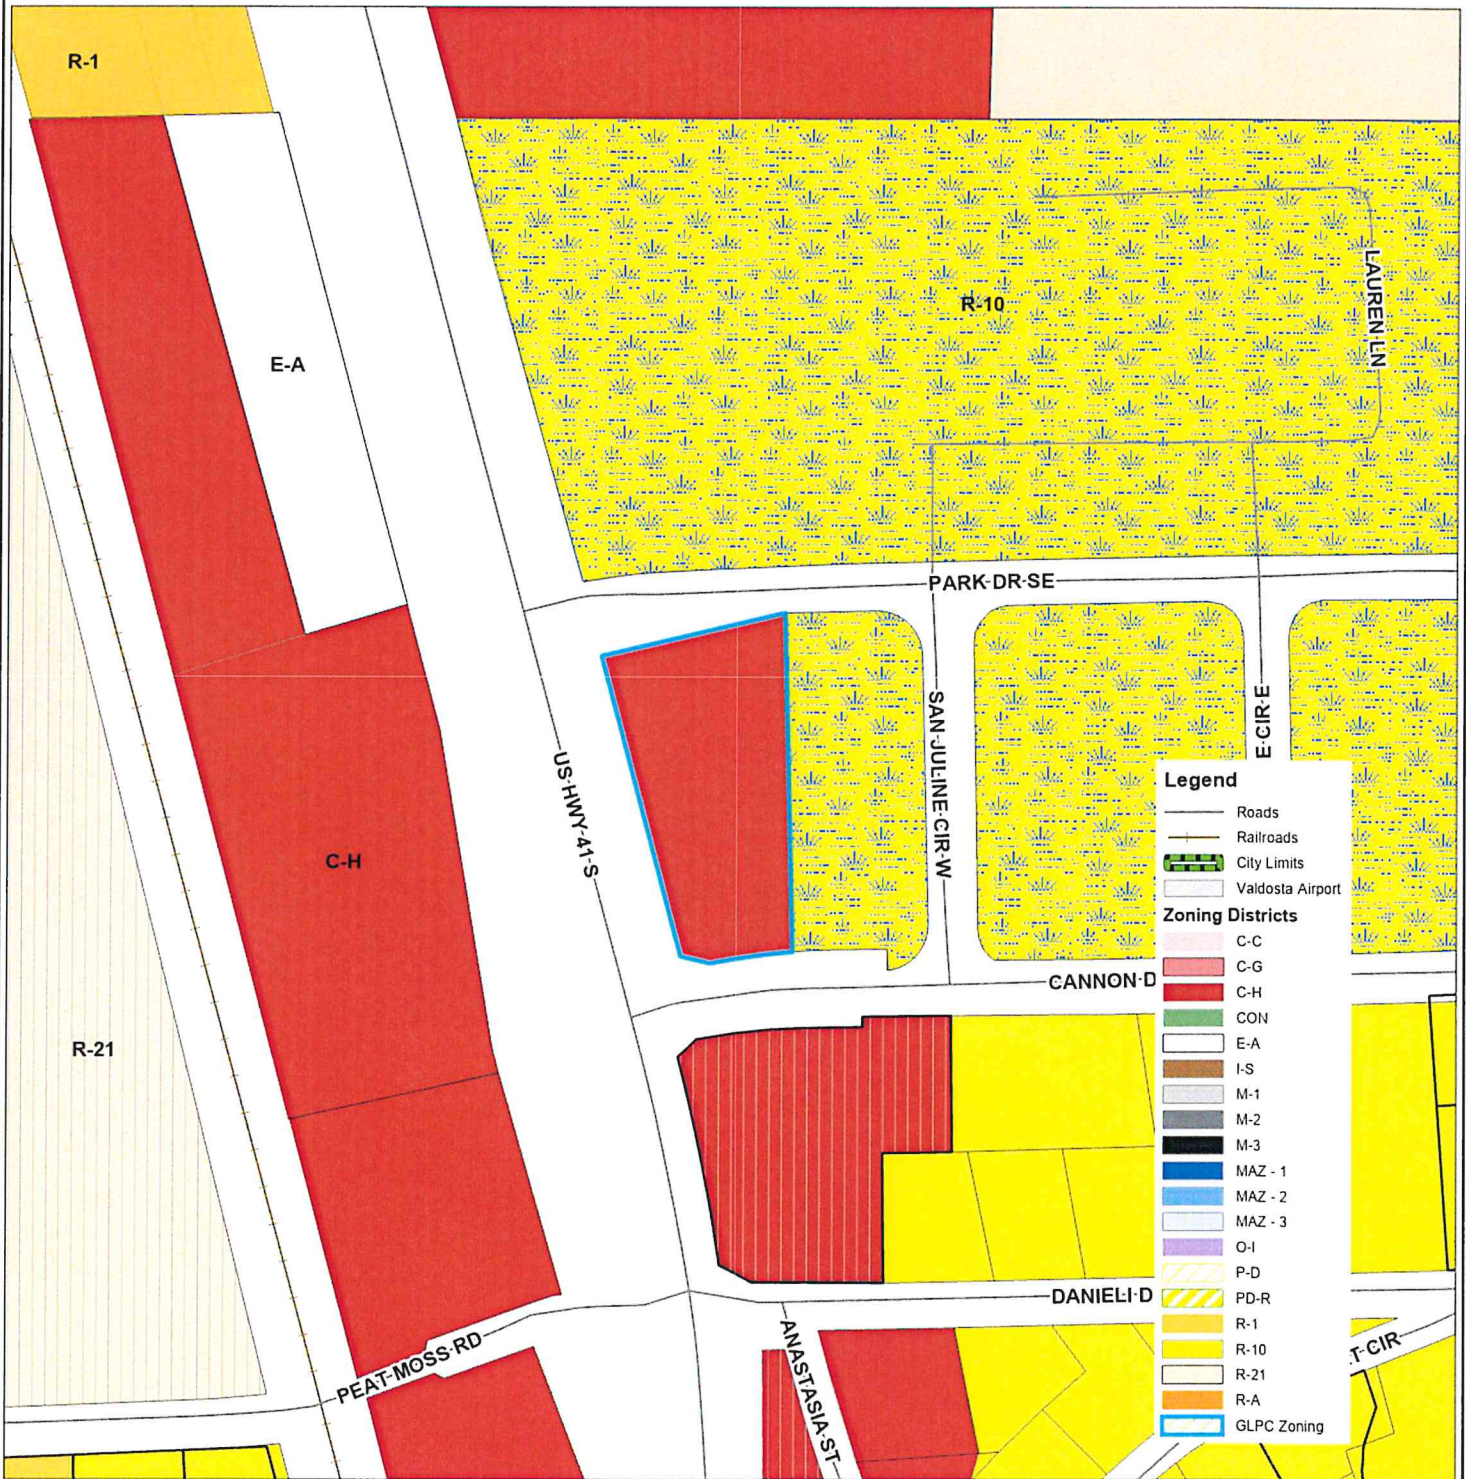 R-1
E-A
R-10
LAUREN LN
PARK DR SE
US HWY 41 S
SAN JULINE CIR W
E CIR E
C-H
R-21
CANNON D
DANIELI D
PEAT MOSS RD
ANASTASIA ST
T CIR
Legend
Roads
Railroads
City Limits
Valdosta Airport
Zoning Districts
C-C
C-G
C-H
CON
E-A
I-S
M-1
M-2
M-3
MAZ - 1
MAZ - 2
MAZ - 3
O-I
P-D
PD-R
R-1
R-10
R-21
R-A
GLPC Zoning